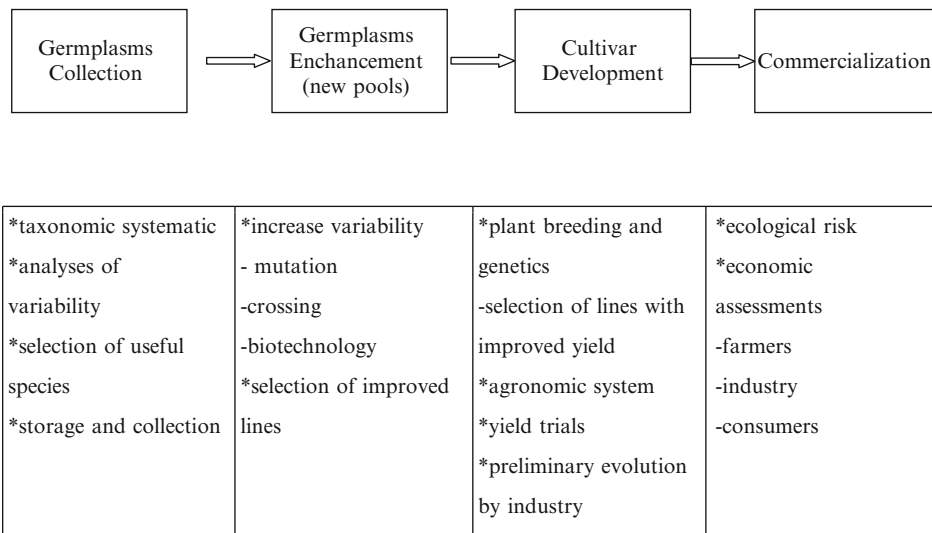 Germplasms
Collection
Germplasms
Enchancement
(new pools)
Cultivar
Development
Commercialization
*taxonomic systematic
*analyses of
variability
*selection of useful
species
*storage and collection
*increase variability
- mutation
-crossing
-biotechnology
*selection of improved
lines
*plant breeding and
genetics
-selection of lines with
improved yield
*agronomic system
*yield trials
*preliminary evolution
by industry
*ecological risk
*economic
assessments
-farmers
-industry
-consumers